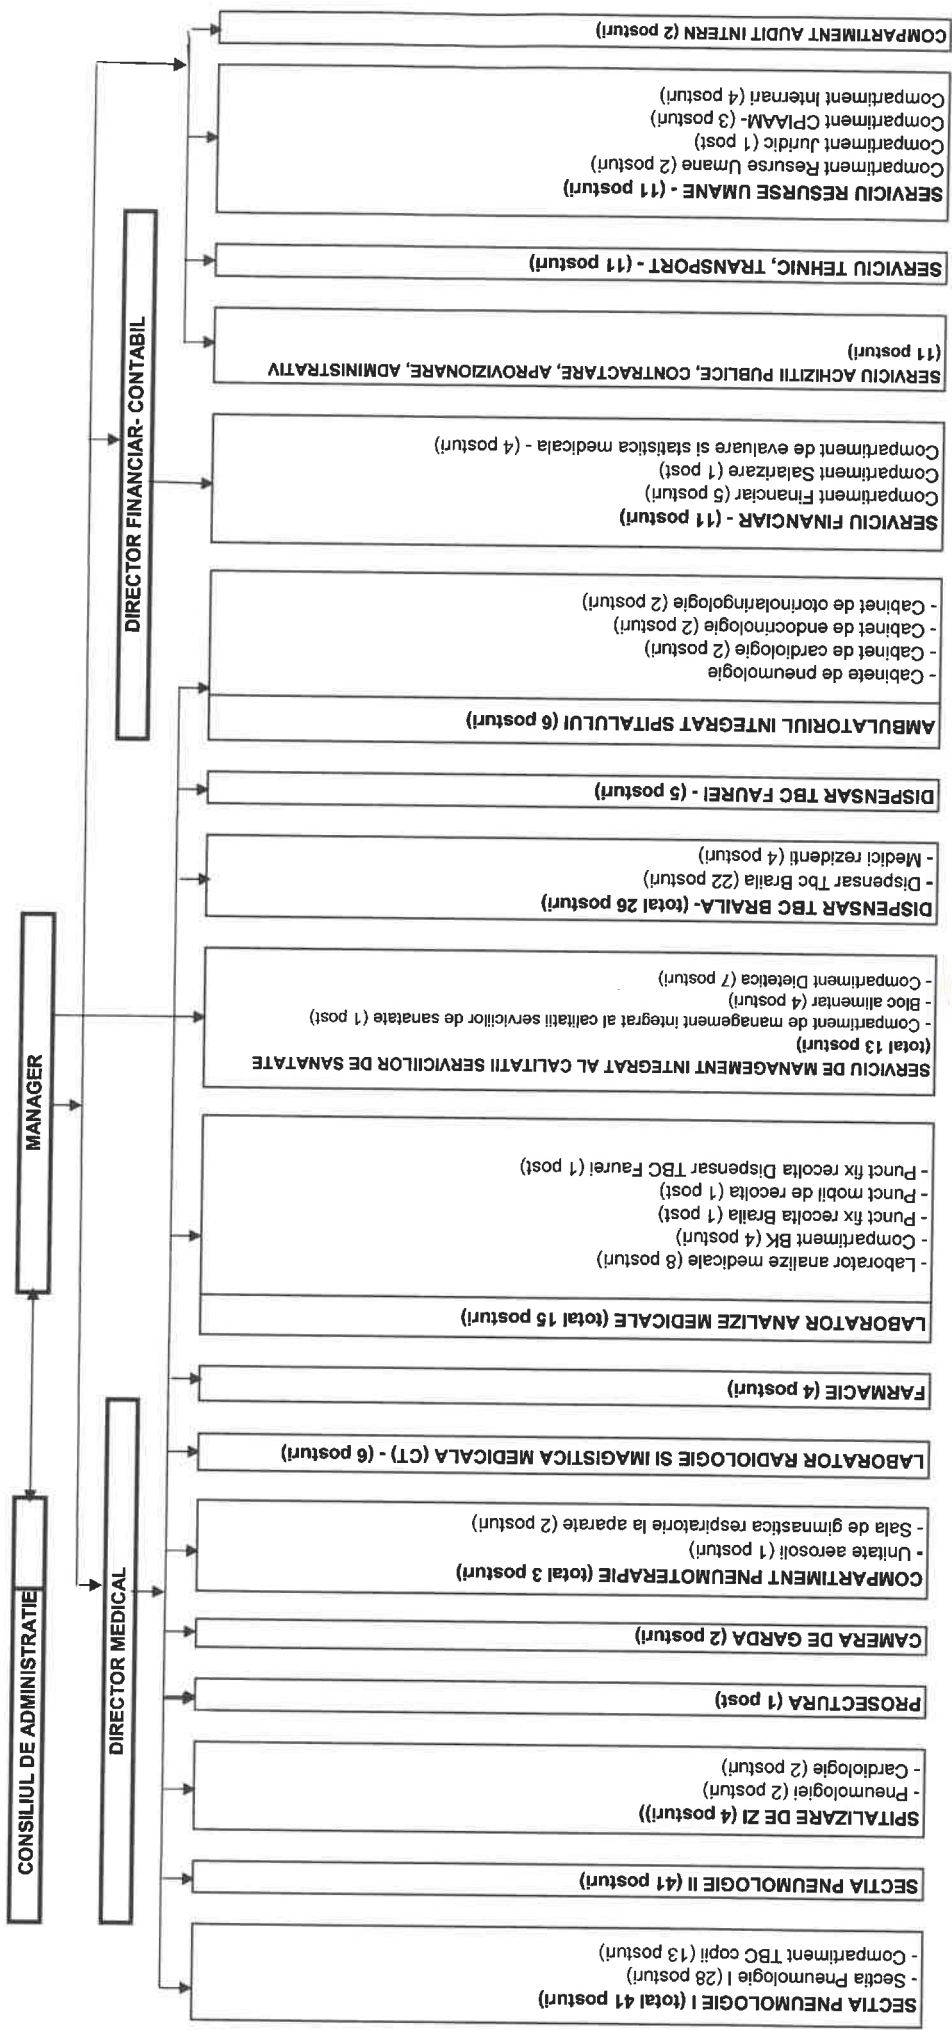 CONSILIUL DE ADMINISTRATIE
MANAGER
DIRECTOR MEDICAL
DIRECTOR FINANCIAR- CONTABIL
SECTIA PNEUMOLOGIE I (total 41 posturi)
- Sectia Pneumologie I (28 posturi)
- Compartiment TBC copii (13 posturi)
SECTIA PNEUMOLOGIE II (41 posturi)
SPITALIZARE DE ZI (4 posturi))
- Pneumologiei (2 posturi)
- Cardiologie (2 posturi)
PROSECTURA (1 post)
CAMERA DE GARDA (2 posturi)
COMPARTIMENT PNEUMOTERAPIE (total 3 posturi)
- Unitate aerosoli (1 posturi)
- Sala de gimnastica respiratorie la aparate (2 posturi)
LABORATOR RADIOLOGIE SI IMAGISTICA MEDICALA (CT) - (6 posturi)
FARMACIE (4 posturi)
LABORATOR ANALIZE MEDICALE (total 15 posturi)
- Laborator analize medicale (8 posturi)
- Compartiment BK (4 posturi)
- Punct fix recolta Braila (1 post)
- Punct mobil de recolta (1 post)
- Punct fix recolta Dispensar TBC Faurei (1 post)
SERVICIU DE MANAGEMENT INTEGRAT AL CALITATII SERVICIILOR DE SANATATE
(total 13 posturi)
- Compartiment de management integrat al calitatii serviciilor de sanatate (1 post)
- Bloc alimentar (4 posturi)
- Compartiment Dietetica (7 posturi)
DISPENSAR TBC BRAILA- (total 26 posturi)
- Dispensar Tbc Braila (22 posturi)
- Medici rezidenti (4 posturi)
DISPENSAR TBC FAUREI - (5 posturi)
AMBULATORIUL INTEGRAT SPITALULUI (6 posturi)
- Cabinete de pneumologie
- Cabinet de cardiologie (2 posturi)
- Cabinet de endocrinologie (2 posturi)
- Cabinet de otorinolaringologie (2 posturi)
SERVICIU FINANCIAR - (11 posturi)
Compartiment Financiar (5 posturi)
Compartiment Salarizare (1 post)
Compartiment de evaluare si statistica medicala - (4 posturi)
SERVICIU ACHIZITII PUBLICE, CONTRACTARE, APROVIZIONARE, ADMINISTRATIV
(11 posturi)
SERVICIU TEHNIC, TRANSPORT - (11 posturi)
SERVICIU RESURSE UMANE - (11 posturi)
Compartiment Resurse Umane (2 posturi)
Compartiment Juridic (1 post)
Compartiment CPIAAM- (3 posturi)
Compartiment Internari (4 posturi)
COMPARTIMENT AUDIT INTERN (2 posturi)